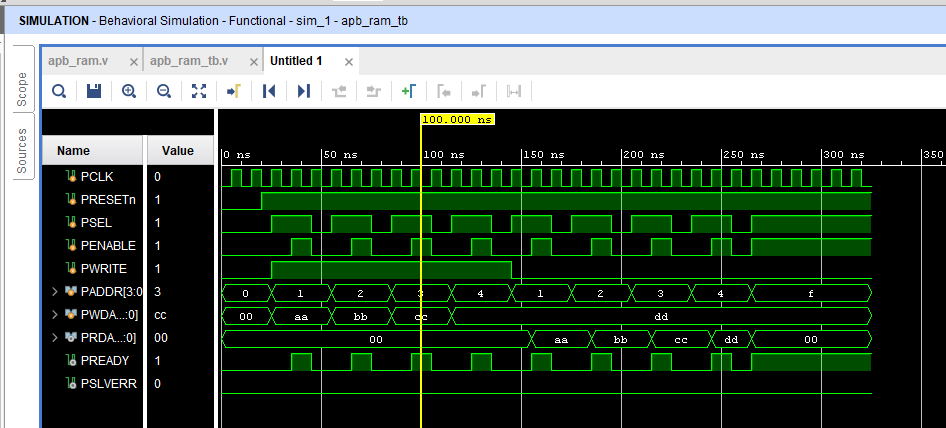 SIMULATION - Behavioral Simulation - Functional - sim_1 - apb_ram_tb
Scope
Sources
apb_ram.v × apb_ram_tb.v × Untitled 1 ×
100.000 ns
Name Value
0 ns 50 ns 100 ns 150 ns 200 ns 250 ns 300 ns 350
PCLK 0
PRESETn 1
PSEL 1
PENABLE 1
PWRITE 1
PADDR[3:0 3 0 1 2 3 4 1 2 3 4 f
PWDA...:0] cc 00 aa bb cc dd
PRDA...:0] 00 00 aa bb cc dd 00
PREADY 1
PSLVERR 0